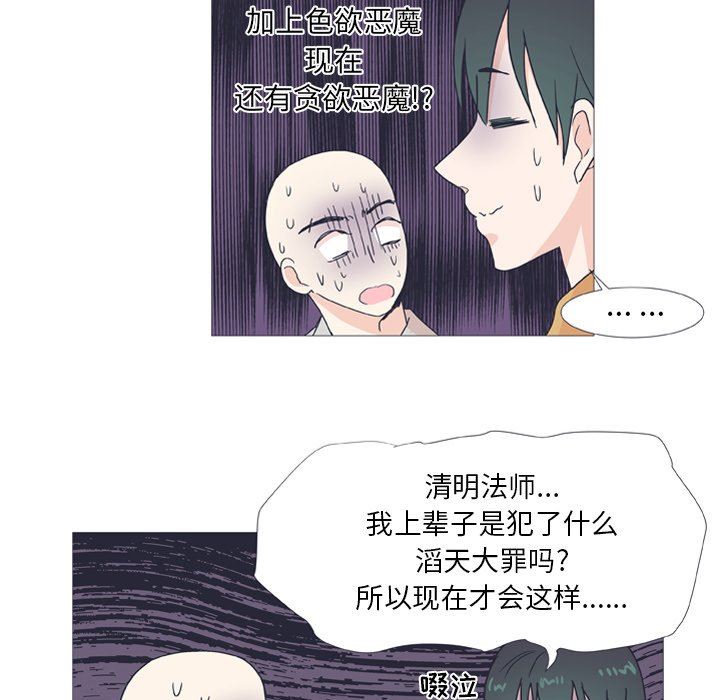 加上色欲恶魔
现在
还有贪欲恶魔!?
... ...
清明法师...
我上辈子是犯了什么
滔天大罪吗?
所以现在才会这样......
啜泣